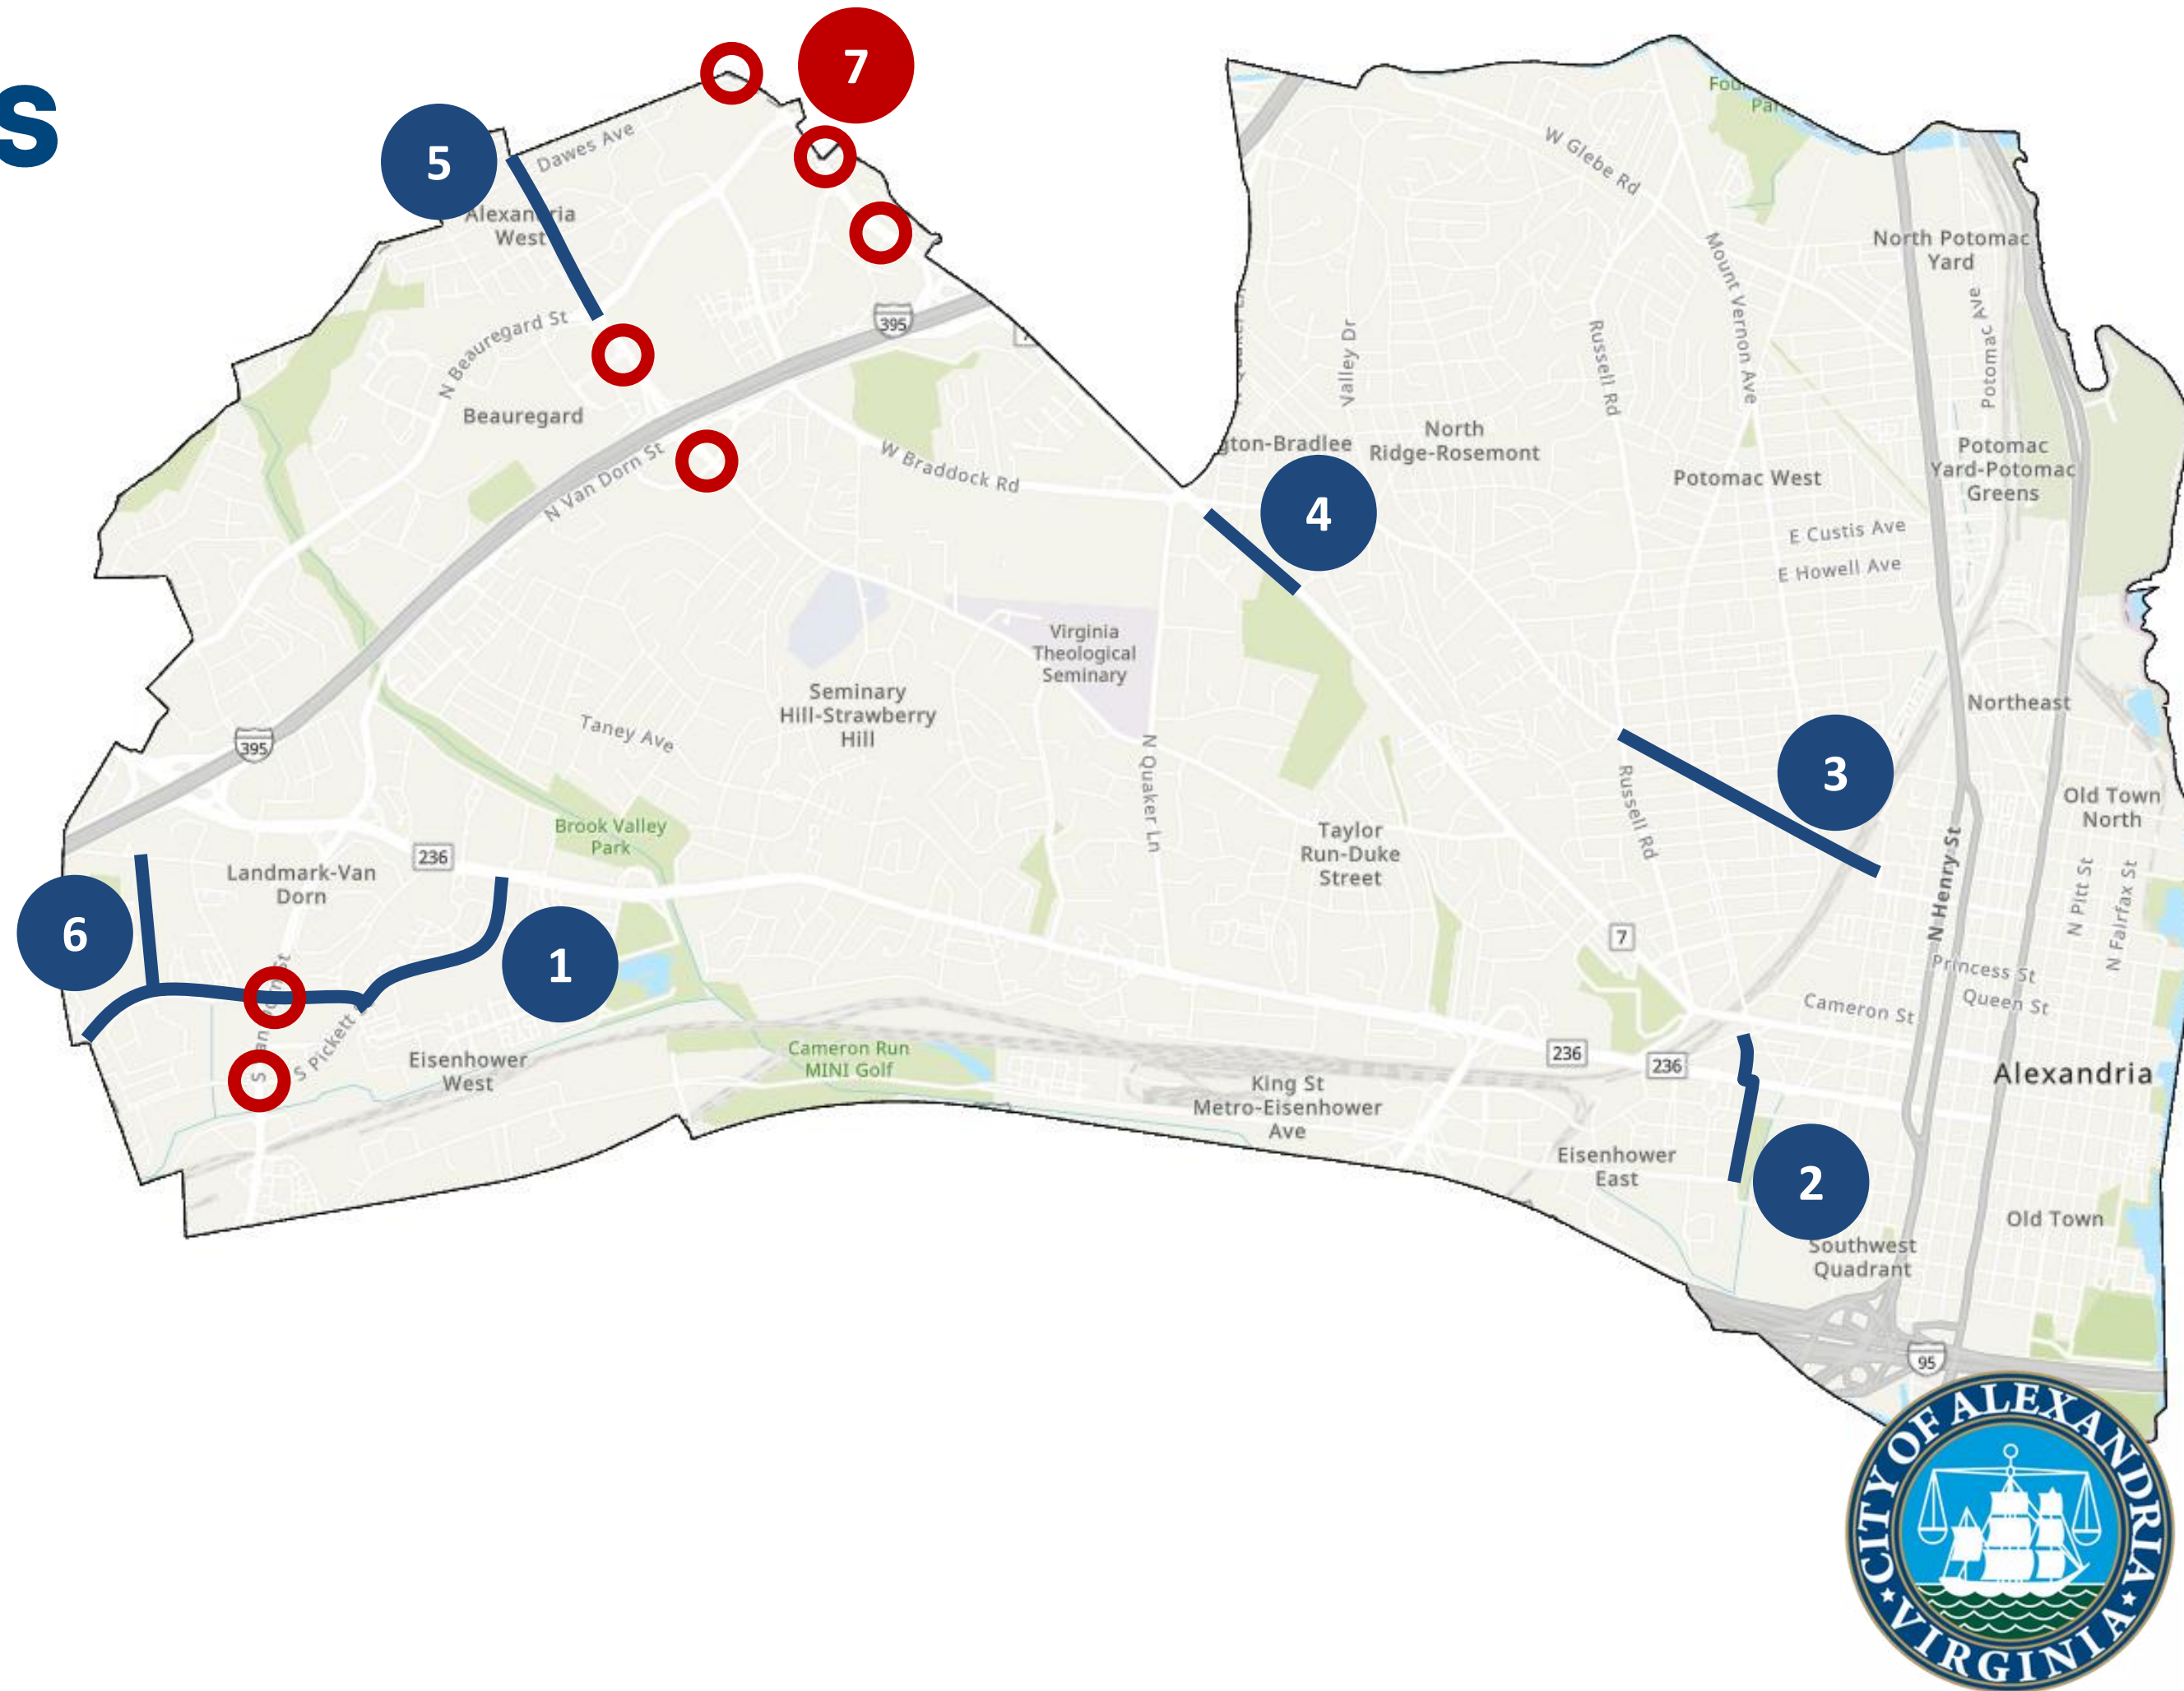 s
7
5
Dawes Ave
Alexandria
West
N Beauregard St
Beauregard
395
N Van Dorn St
W Braddock Rd
Four
Park
W Glebe Rd
Mount Vernon Ave
North Potomac
Yard
Potomac Ave
Valley Dr
Russell Rd
gton-Bradlee
North
Ridge-Rosemont
Potomac West
Potomac
Yard-Potomac
Greens
4
E Custis Ave
E Howell Ave
Virginia
Theological
Seminary
Seminary
Hill-Strawberry
Hill
Taney Ave
395
N Quaker Ln
Northeast
3
Russell Rd
Old Town
North
Brook Valley
Park
236
Landmark-Van
Dorn
Taylor
Run-Duke
Street
N Henry St
N Pitt St
N Fairfax St
6
1
7
Princess St
Queen St
Cameron St
S Pickett
Eisenhower
West
Cameron Run
MINI Golf
236
236
King St
Metro-Eisenhower
Ave
Alexandria
Eisenhower
East
2
Old Town
Southwest
Quadrant
95
CITY OF ALEXANDRIA
VIRGINIA